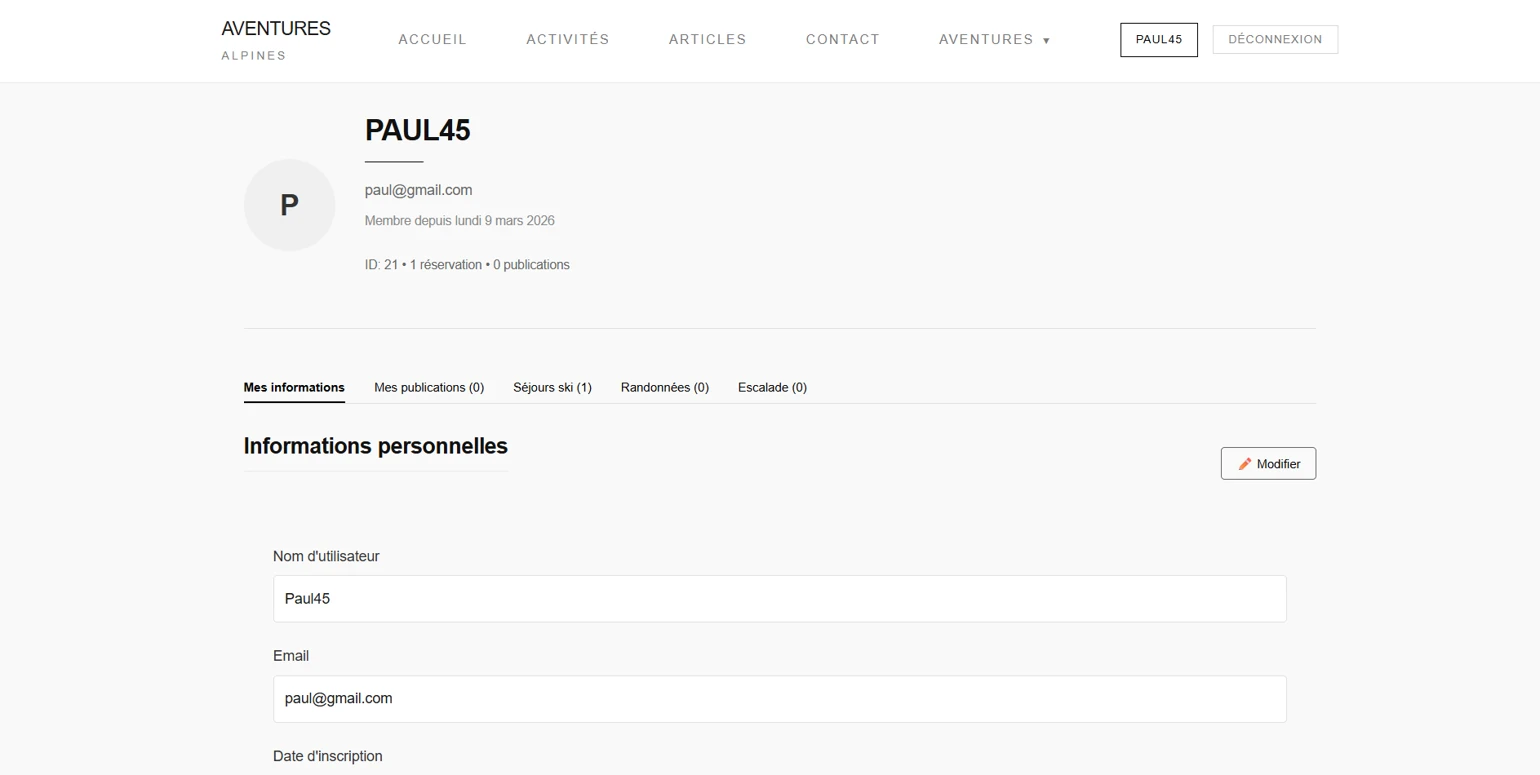 AVENTURES
ALPINES
ACCUEIL
ACTIVITÉS
ARTICLES
CONTACT
AVENTURES ▼
PAUL45
DÉCONNEXION
P
PAUL45
paul@gmail.com
Membre depuis lundi 9 mars 2026
ID: 21 • 1 réservation • 0 publications
Mes informations
Mes publications (0)
Séjours ski (1)
Randonnées (0)
Escalade (0)
Informations personnelles
Modifier
Nom d'utilisateur
Paul45
Email
paul@gmail.com
Date d'inscription